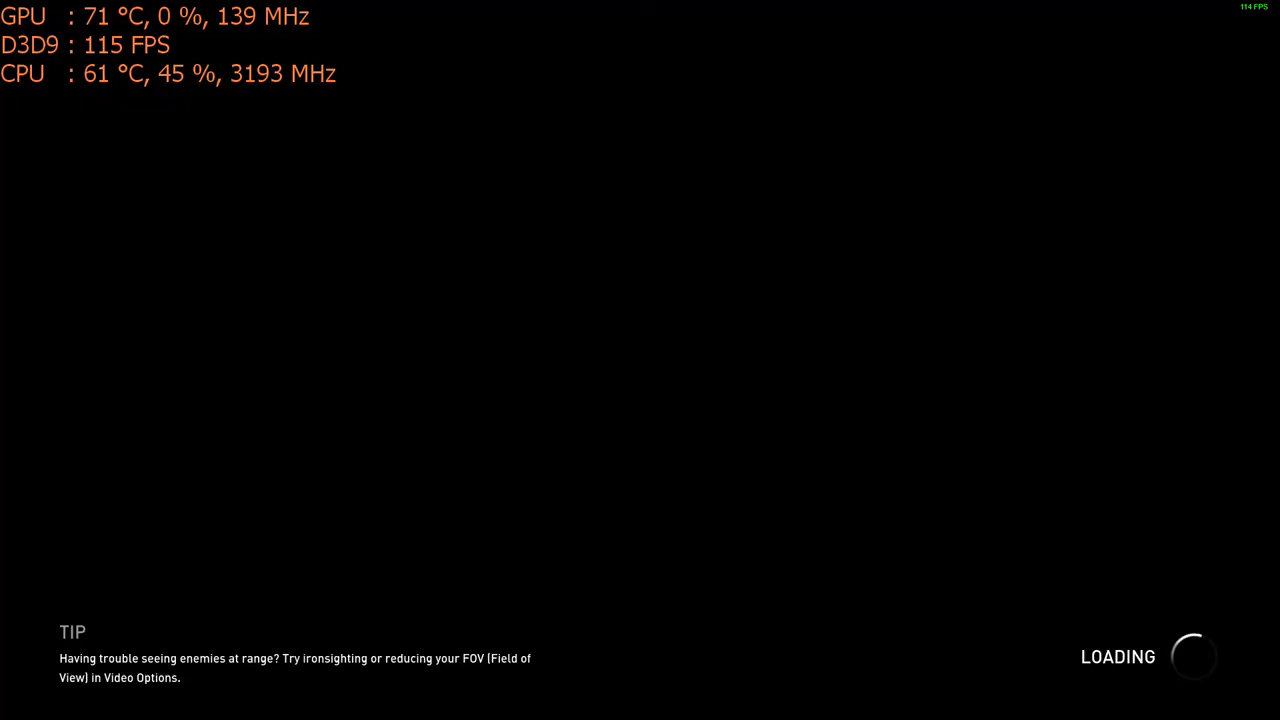 GPU : 71 °C, 0 %, 139 MHz
114 FPS
D3D9 : 115 FPS
CPU : 61 °C, 45 %, 3193 MHz
TIP
Having trouble seeing enemies at range? Try ironsighting or reducing your FOV (Field of
View) in Video Options.
LOADING